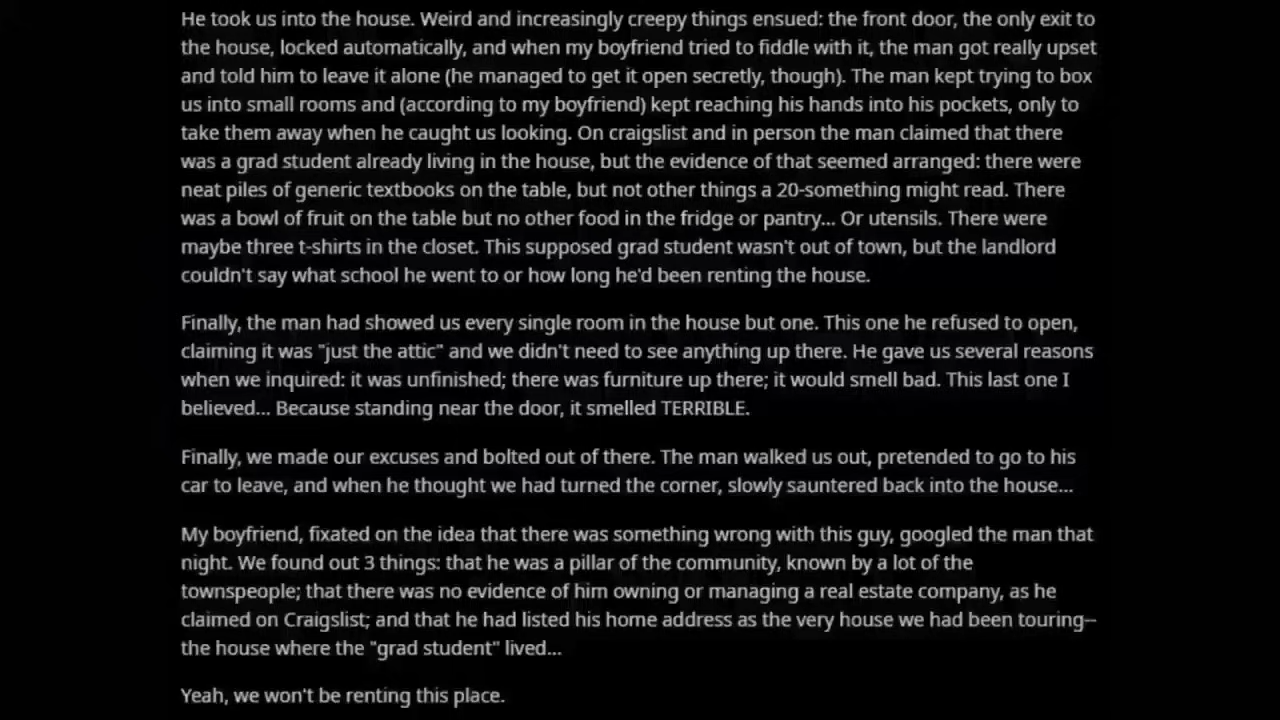 He took us into the house. Weird and increasingly creepy things ensued: the front door, the only exit to
the house, locked automatically, and when my boyfriend tried to fiddle with it, the man got really upset
and told him to leave it alone (he managed to get it open secretly, though). The man kept trying to box
us into small rooms and (according to my boyfriend) kept reaching his hands into his pockets, only to
take them away when he caught us looking. On craigslist and in person the man claimed that there
was a grad student already living in the house, but the evidence of that seemed arranged: there were
neat piles of generic textbooks on the table, but not other things a 20-something might read. There
was a bowl of fruit on the table but no other food in the fridge or pantry... Or utensils. There were
maybe three t-shirts in the closet. This supposed grad student wasn't out of town, but the landlord
couldn't say what school he went to or how long he'd been renting the house.
Finally, the man had showed us every single room in the house but one. This one he refused to open,
claiming it was "just the attic" and we didn't need to see anything up there. He gave us several reasons
when we inquired: it was unfinished; there was furniture up there; it would smell bad. This last one I
believed... Because standing near the door, it smelled TERRIBLE.
Finally, we made our excuses and bolted out of there. The man walked us out, pretended to go to his
car to leave, and when he thought we had turned the corner, slowly sauntered back into the house...
My boyfriend, fixated on the idea that there was something wrong with this guy, googled the man that
night. We found out 3 things: that he was a pillar of the community, known by a lot of the
townspeople; that there was no evidence of him owning or managing a real estate company, as he
claimed on Craigslist; and that he had listed his home address as the very house we had been touring--
the house where the "grad student" lived...
Yeah, we won't be renting this place.